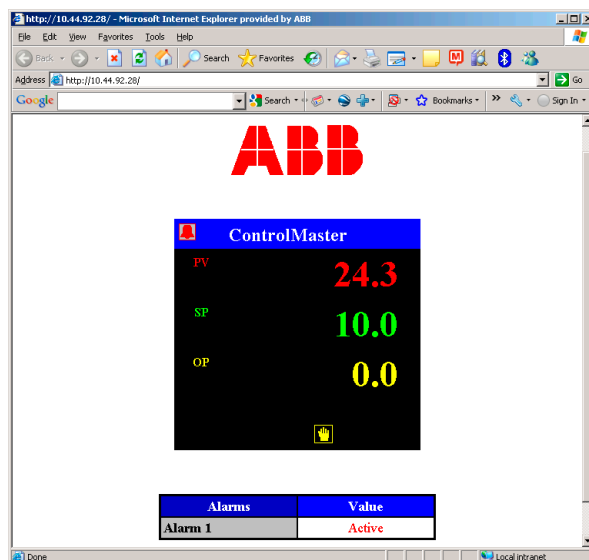 http://10.44.92.28/ - Microsoft Internet Explorer provided by ABB
File Edit View Favorites Tools Help
Back Search Favorites
Address http://10.44.92.28/ Go
Google Search Bookmarks Sign In
ABB
ControlMaster
PV 24.3
SP 10.0
OP 0.0
Alarms Value
Alarm 1 Active
Done Local intranet